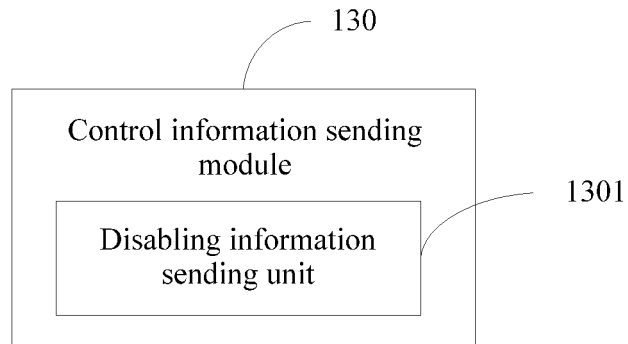 130
Control information sending
module
1301
Disabling information
sending unit